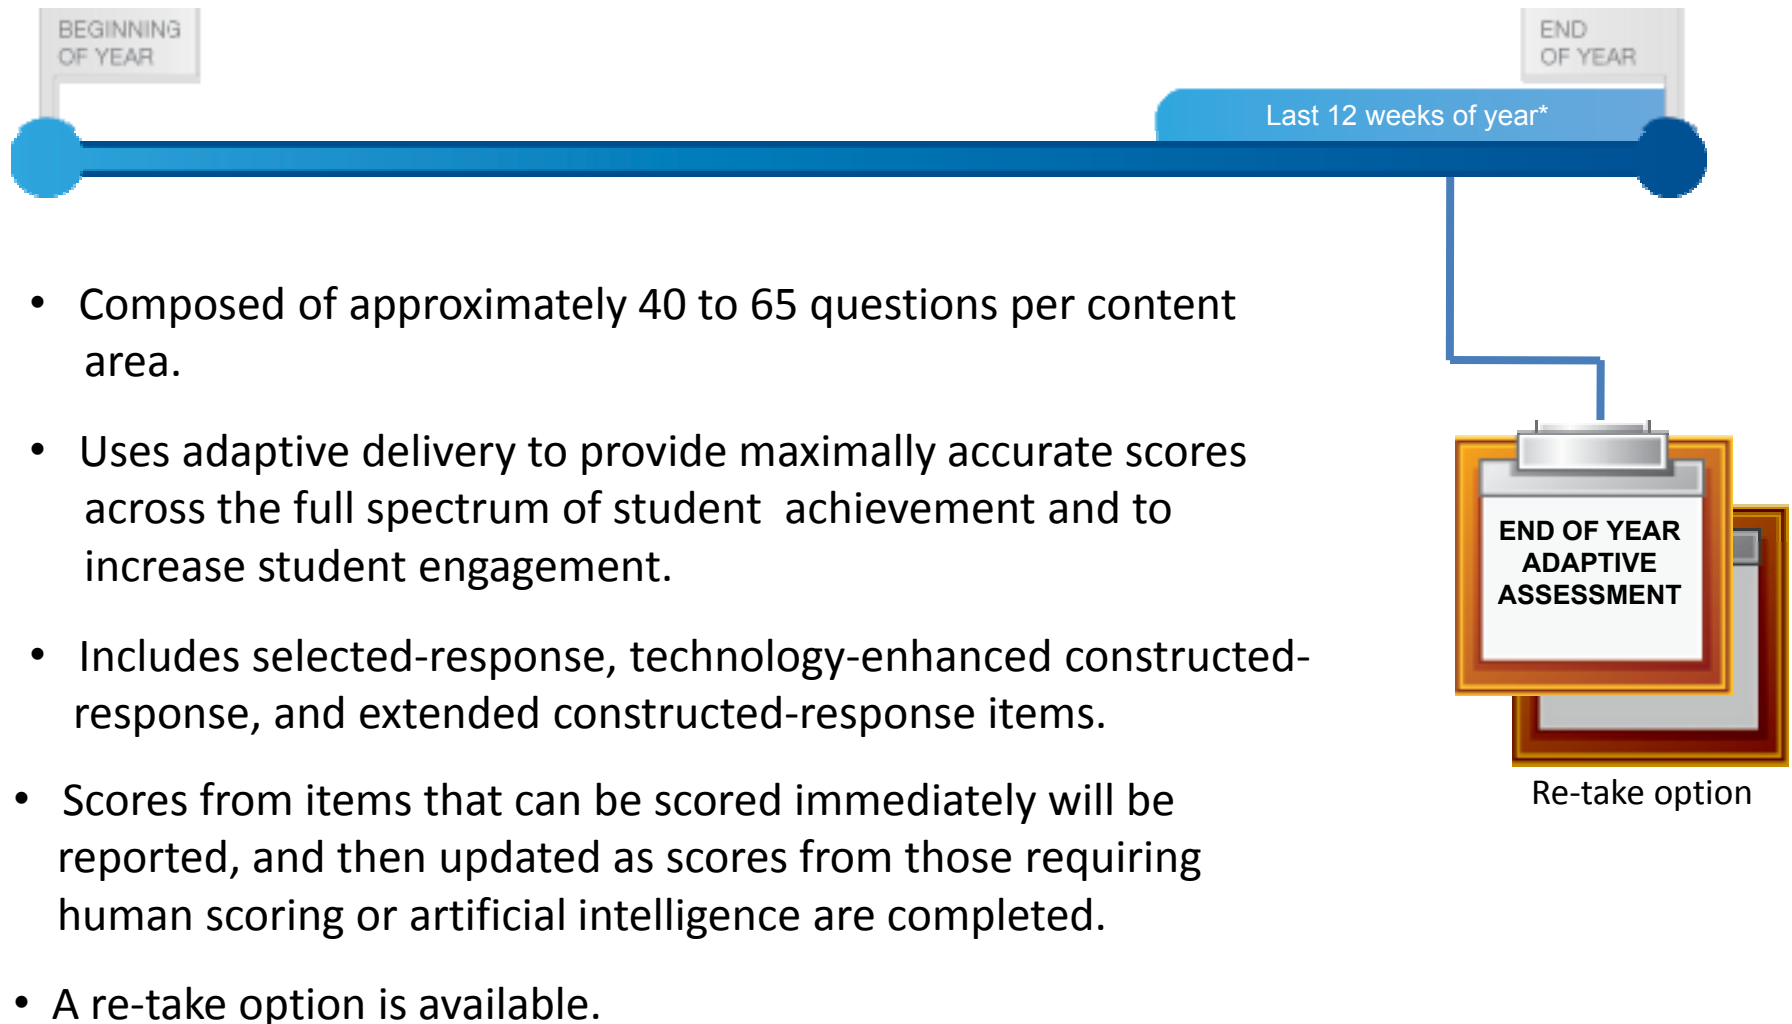 BEGINNING
OF YEAR
END
OF YEAR
Last 12 weeks of year*
• Composed of approximately 40 to 65 questions per content
area.
• Uses adaptive delivery to provide maximally accurate scores
across the full spectrum of student achievement and to
increase student engagement.
• Includes selected-response, technology-enhanced constructed-
response, and extended constructed-response items.
• Scores from items that can be scored immediately will be
reported, and then updated as scores from those requiring
human scoring or artificial intelligence are completed.
• A re-take option is available.
END OF YEAR
ADAPTIVE
ASSESSMENT
Re-take option